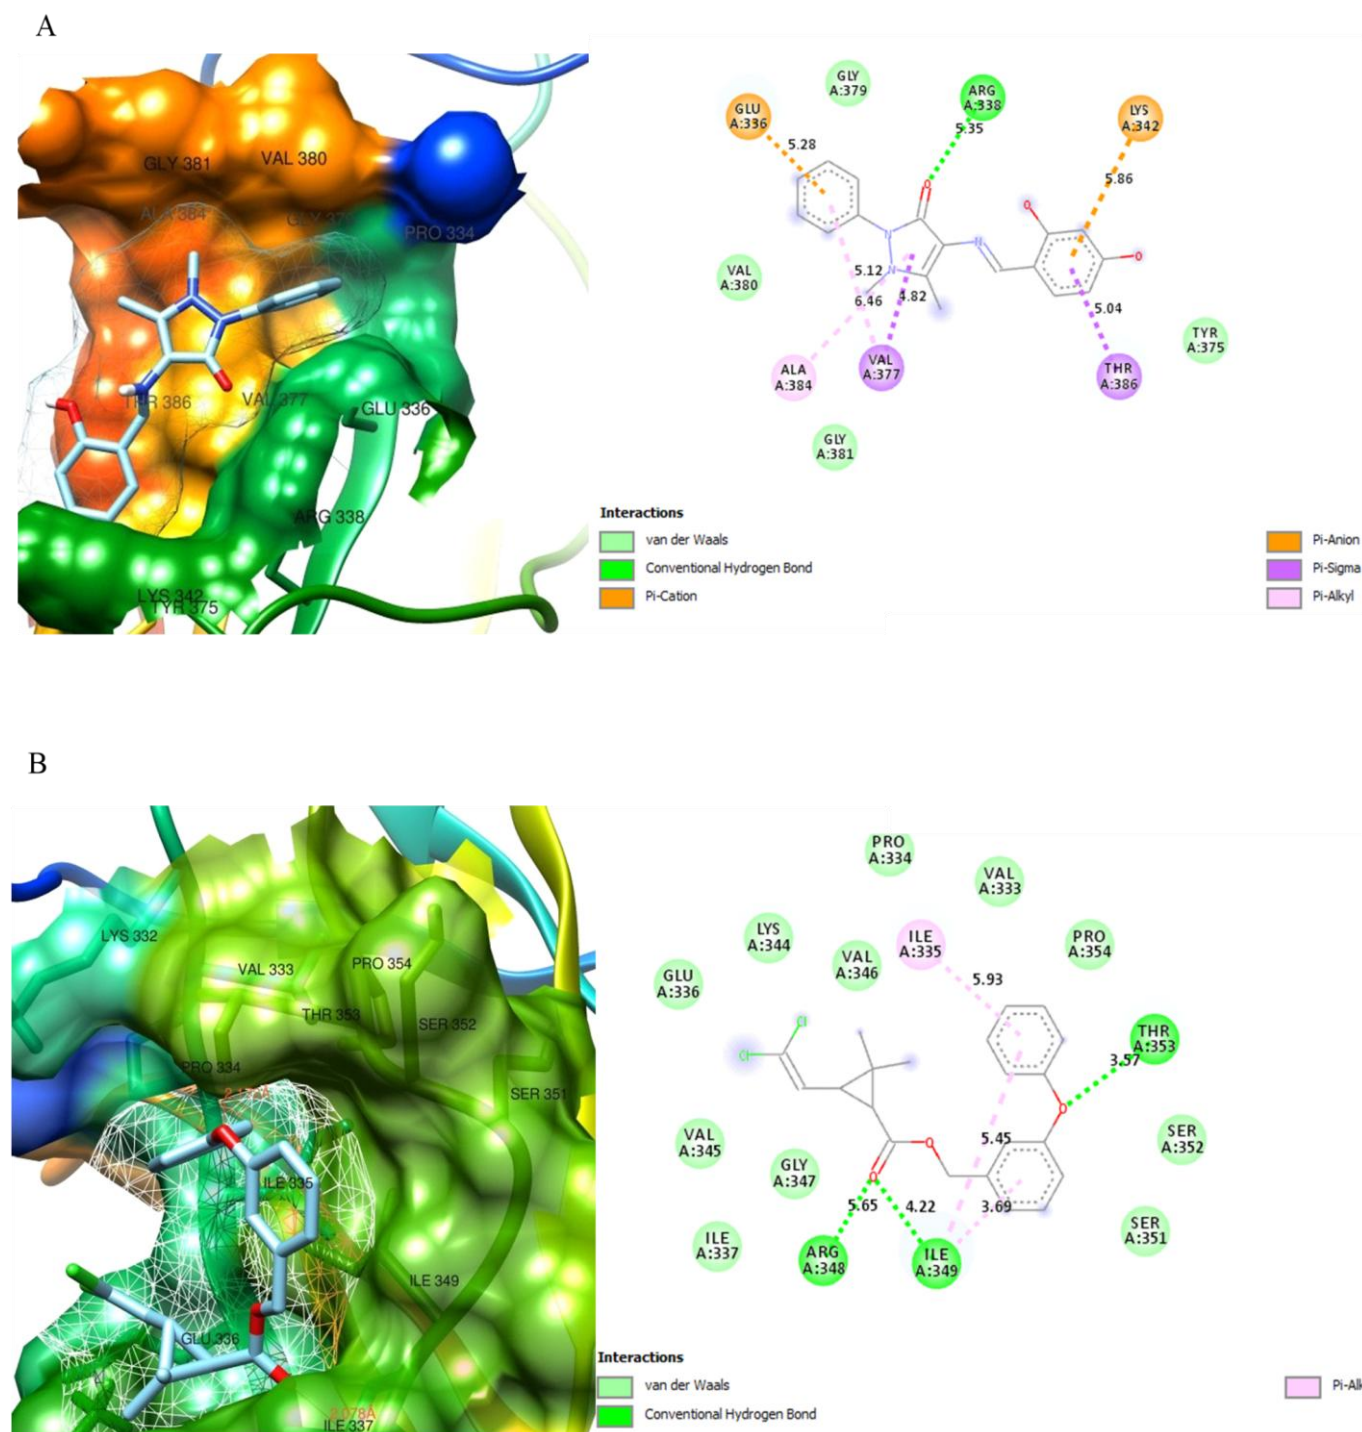 A
GLY 381
VAL 380
ALA 384
PRO 334
THR 386
VAL 377
GLU 336
ARG 338
LYS 342
TYR 375
GLY
A:379
ARG
A:338
GLU
A:336
LYS
A:342
5.35
5.28
5.86
O
O
O
N
N
N
VAL
A:380
5.12
6.46
4.82
5.04
TYR
A:375
ALA
A:384
VAL
A:377
THR
A:386
GLY
A:381
Interactions
van der Waals
Conventional Hydrogen Bond
Pi-Cation
Pi-Anion
Pi-Sigma
Pi-Alkyl
B
LYS 332
VAL 333
PRO 354
THR 353
SER 352
PRO 334
SER 351
ILE 335
ILE 349
GLU 336
ILE 337
PRO
A:334
VAL
A:333
LYS
A:344
ILE
A:335
PRO
A:354
VAL
A:346
GLU
A:336
5.93
THR
A:353
3.57
Cl
Cl
O
O
O
VAL
A:345
GLY
A:347
5.45
SER
A:352
5.65
4.22
3.69
ILE
A:337
ARG
A:348
ILE
A:349
SER
A:351
Interactions
van der Waals
Conventional Hydrogen Bond